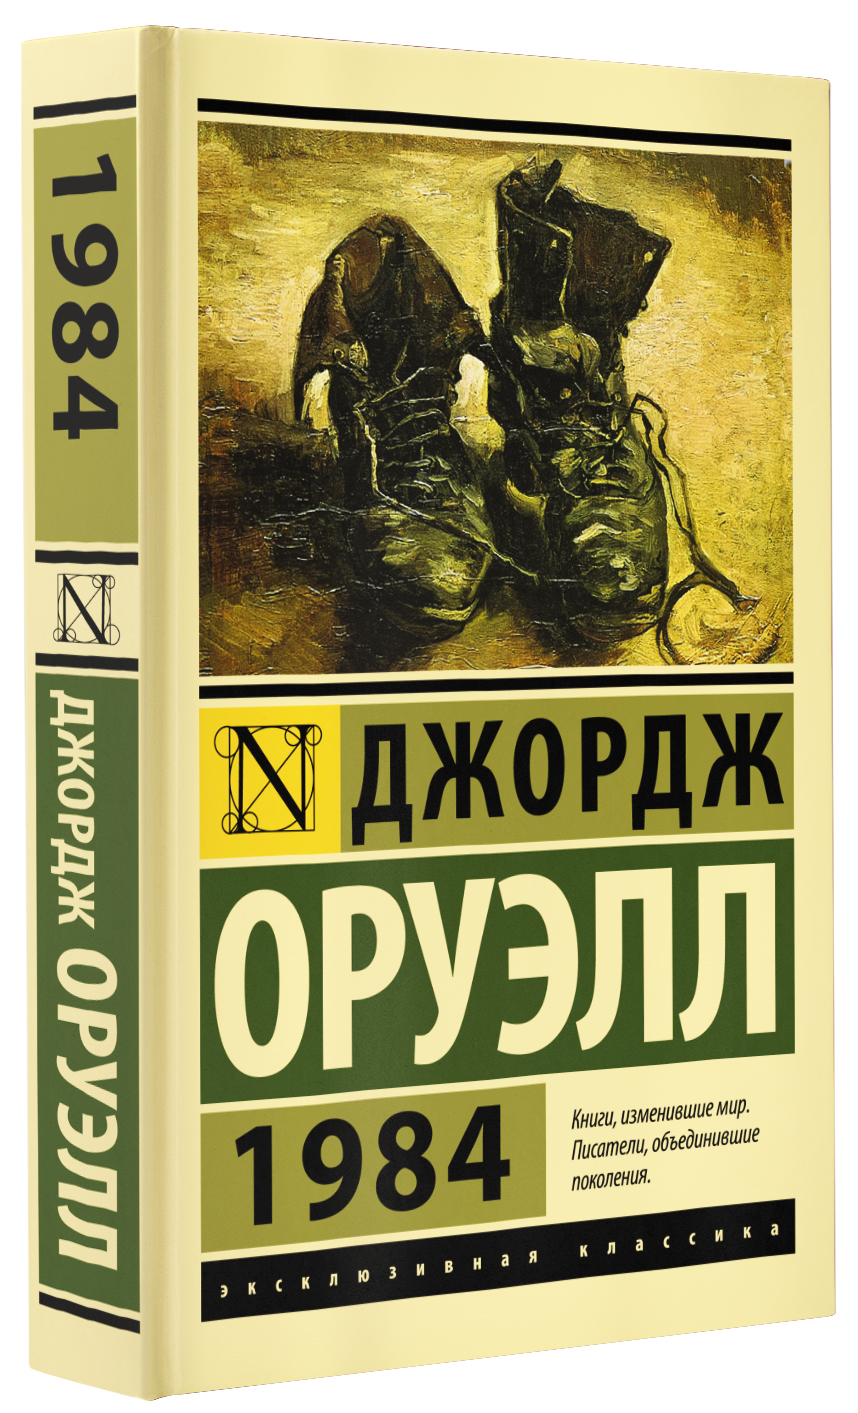 1984
N
ДЖОРДЖ ОРУЭЛЛ
N
ДЖОРДЖ
ОРУЭЛЛ
1984
Книги, изменившие мир.
Писатели, объединившие
поколения.
эксклюзивная классика